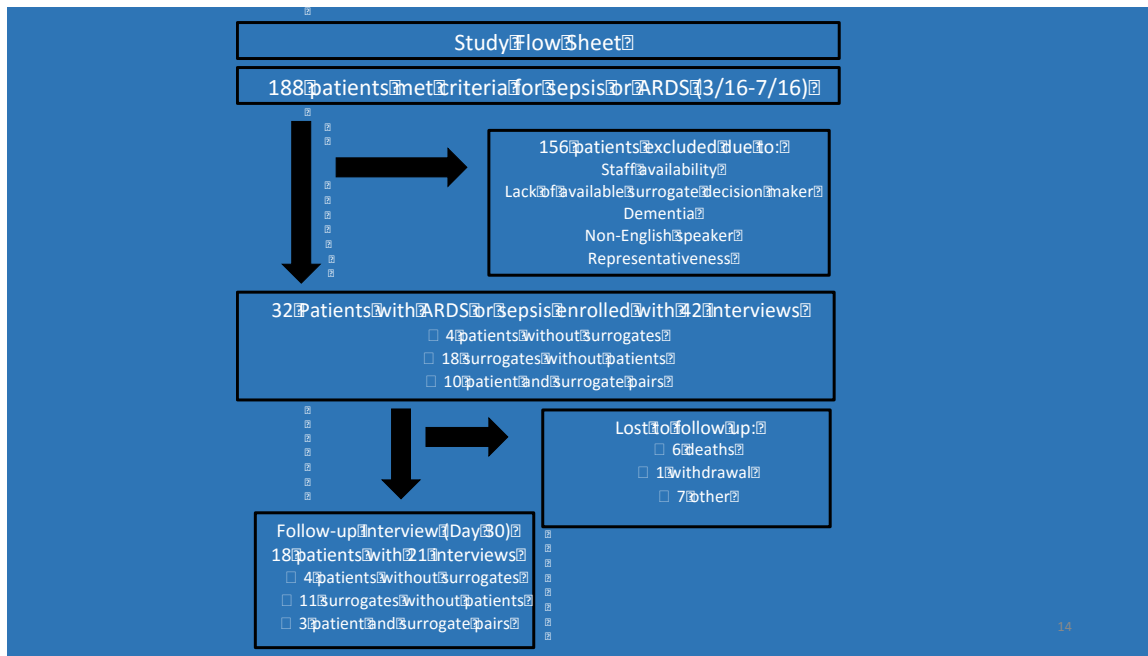 Study Flow Sheet
188 patients met criteria for sepsis or ARDS (3/16-7/16)
156 patients excluded due to:
Staff availability
Lack of available surrogate decision maker
Dementia
Non-English speaker
Representativeness
32 Patients with ARDS or sepsis enrolled with 42 interviews
□ 4 patients without surrogates
□ 18 surrogates without patients
□ 10 patient and surrogate pairs
Lost to follow up:
□ 6 deaths
□ 1 withdrawal
□ 7 other
Follow-up Interview (Day 30)
18 patients with 21 interviews
□ 4 patients without surrogates
□ 11 surrogates without patients
□ 3 patient and surrogate pairs
14